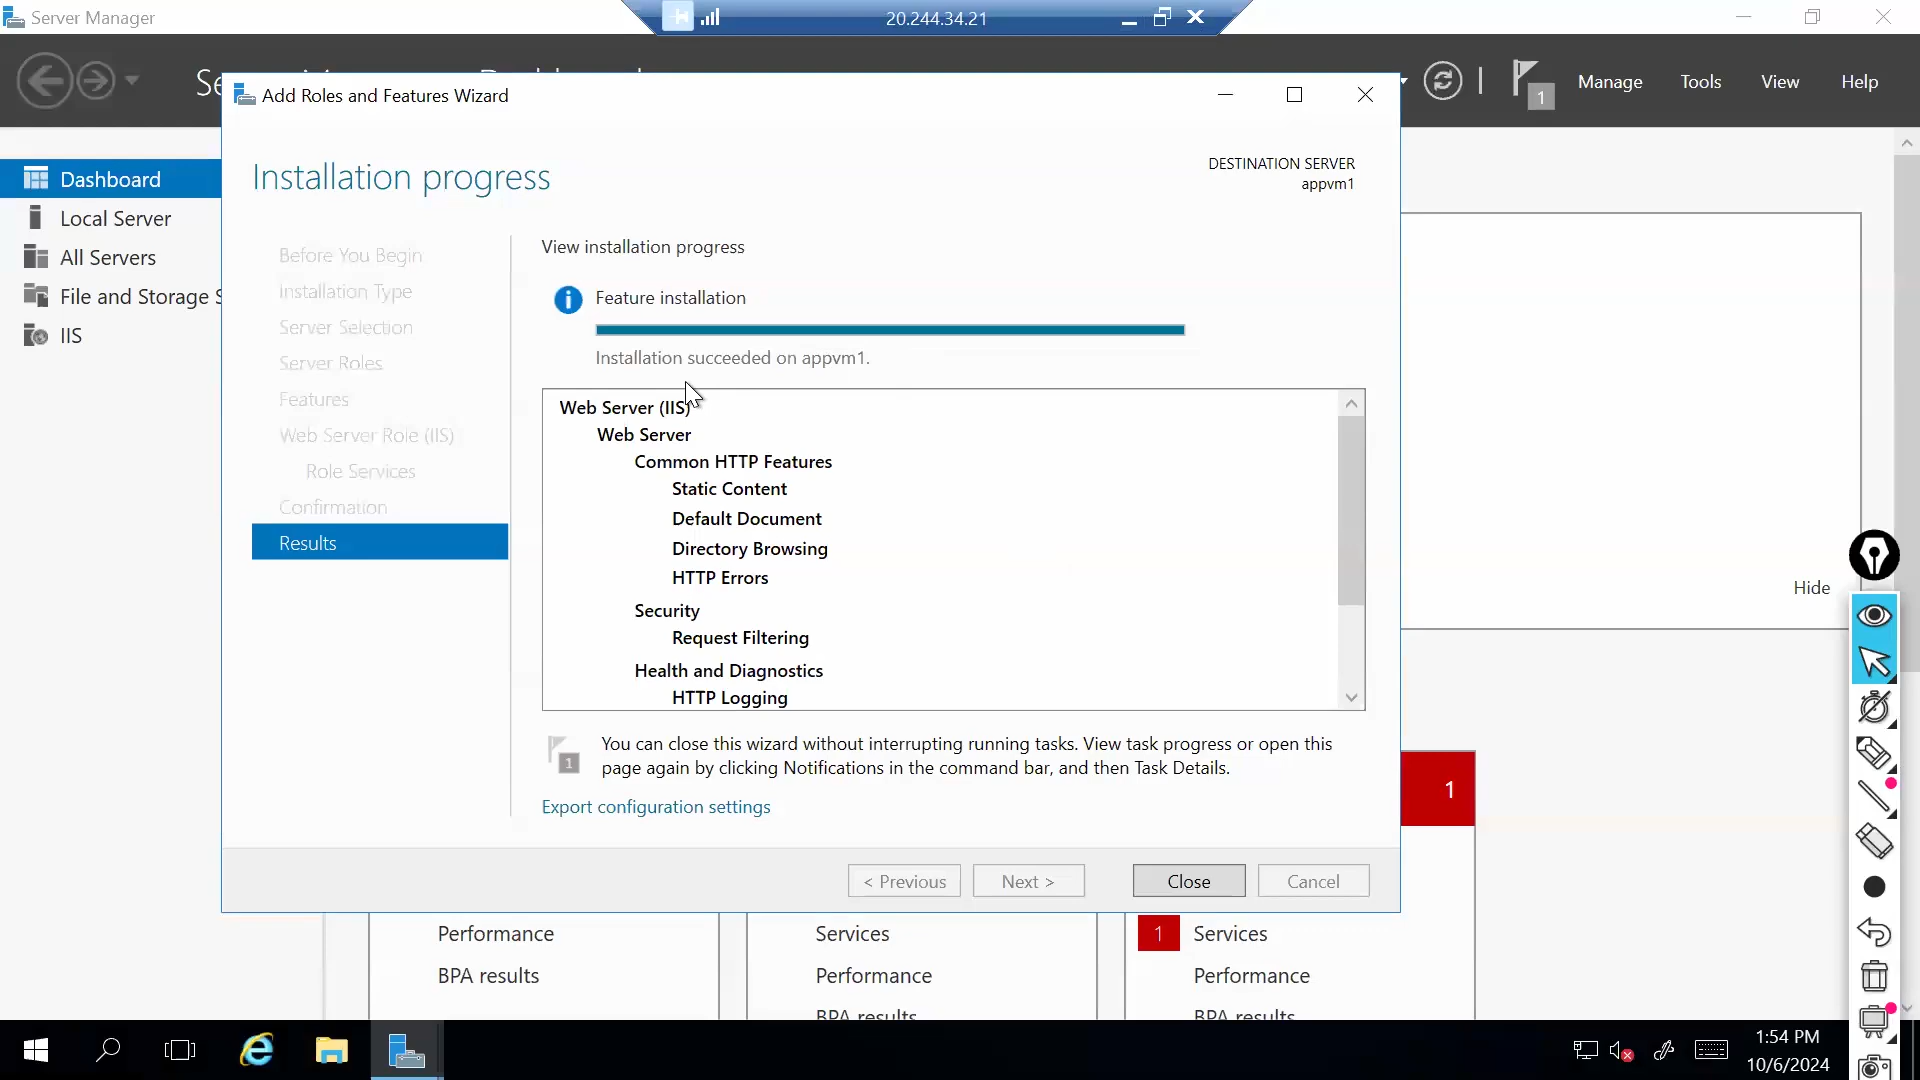 Server Manager
20.244.34.21
Manage Tools View Help
1
Add Roles and Features Wizard
Installation progress
DESTINATION SERVER
appvm1
Dashboard
Local Server
All Servers
File and Storage S
IIS
Before You Begin
Installation Type
Server Selection
Server Roles
Features
Web Server Role (IIS)
Role Services
Confirmation
Results
View installation progress
Feature installation
Installation succeeded on appvm1.
Web Server (IIS)
Web Server
Common HTTP Features
Static Content
Default Document
Directory Browsing
HTTP Errors
Security
Request Filtering
Health and Diagnostics
HTTP Logging
1
You can close this wizard without interrupting running tasks. View task progress or open this
page again by clicking Notifications in the command bar, and then Task Details.
Export configuration settings
< Previous Next > Close Cancel
Hide
1
Performance
BPA results
Services
Performance
BPA results
1 Services
Performance
BPA results
1:54 PM
10/6/2024